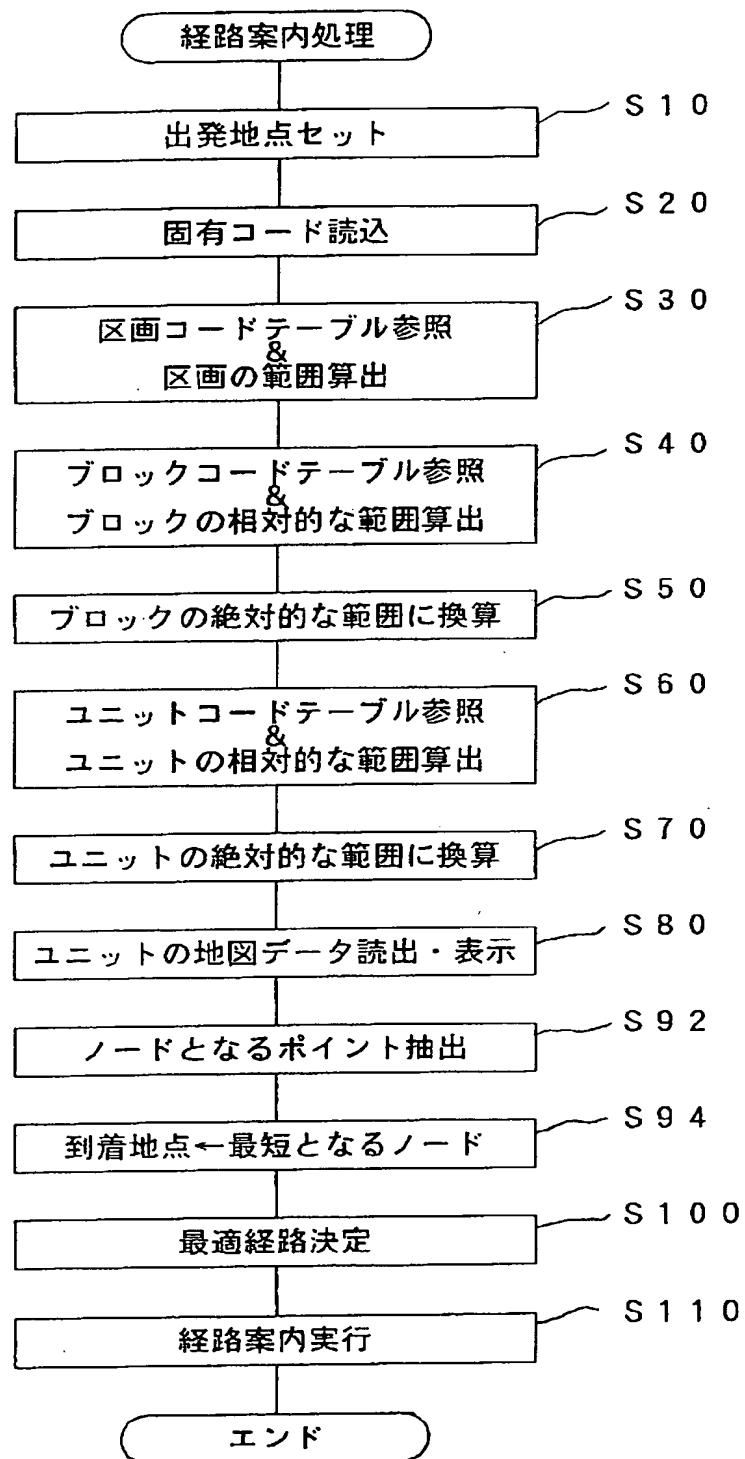 経路案内処理
S10
出発地点セット
S20
固有コード読込
S30
区画コードテーブル参照
&
区画の範囲算出
S40
ブロックコードテーブル参照
&
ブロックの相対的な範囲算出
S50
ブロックの絶対的な範囲に換算
S60
ユニットコードテーブル参照
&
ユニットの相対的な範囲算出
S70
ユニットの絶対的な範囲に換算
S80
ユニットの地図データ読出・表示
S92
ノードとなるポイント抽出
S94
到着地点←最短となるノード
S100
最適経路決定
S110
経路案内実行
エンド